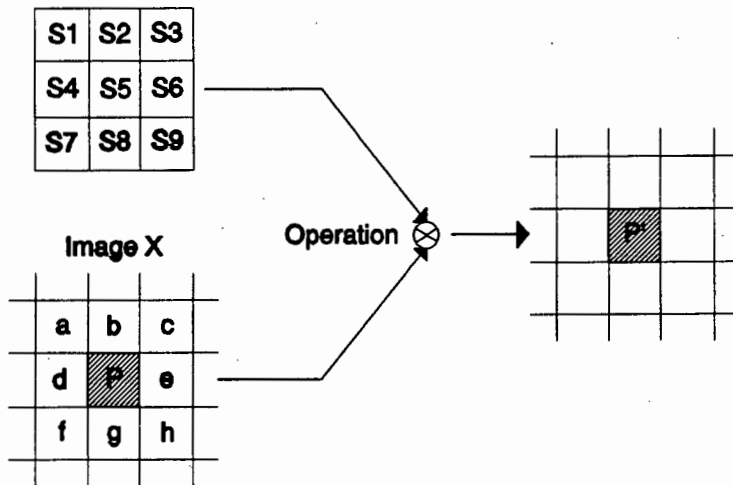 S1 S2 S3
S4 S5 S6
S7 S8 S9
Operation
P'
Image X
a b c
d P e
f g h